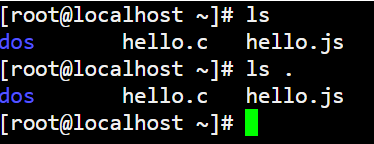 [root@localhost ~]# ls
dos        hello.c   hello.js
[root@localhost ~]# ls .
dos        hello.c   hello.js
[root@localhost ~]#